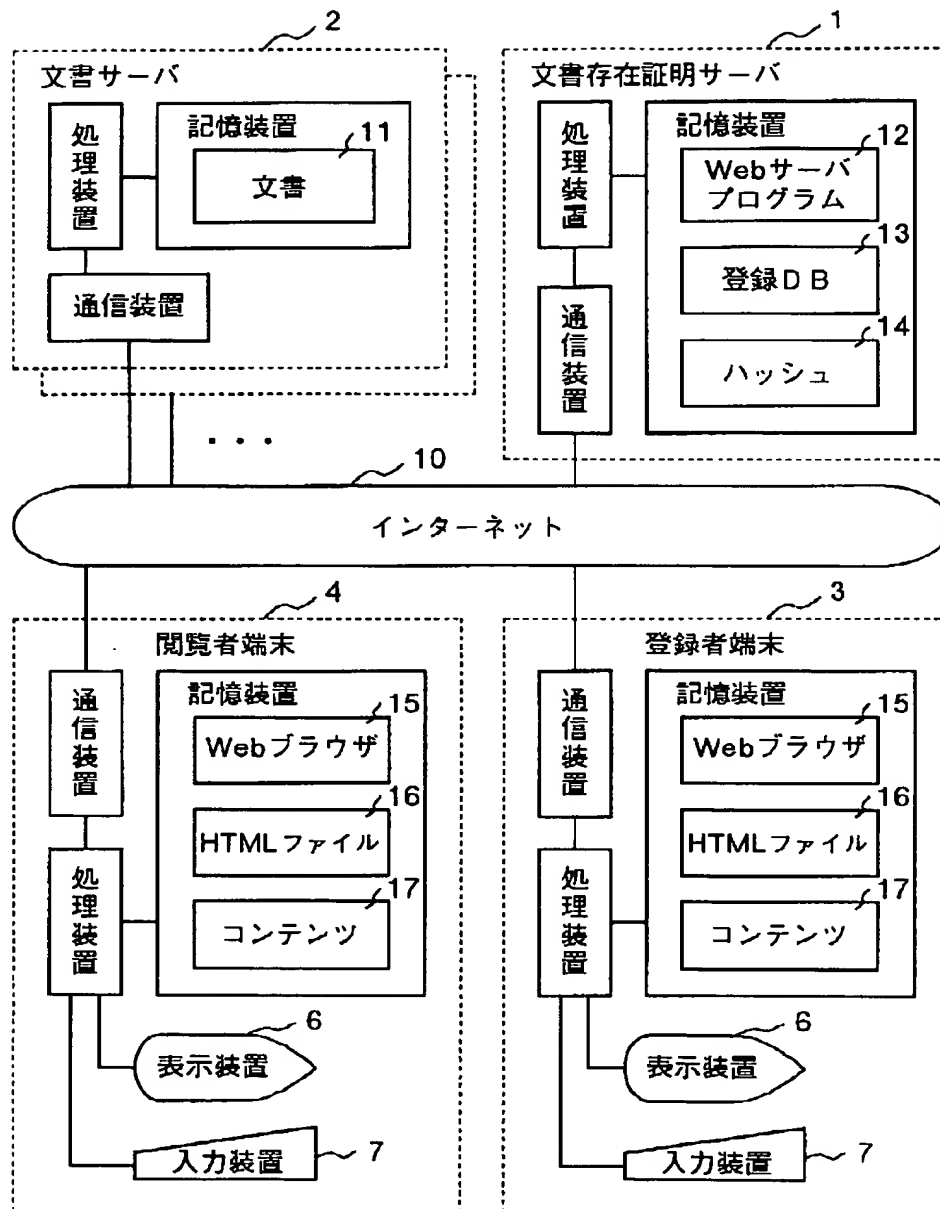 2
文書サーバ
処理装置
記憶装置
11
文書
通信装置
1
文書存在証明サーバ
処理装置
記憶装置
12
Webサーバ
プログラム
13
登録DB
14
ハッシュ
通信装置
・・・
10
インターネット
4
閲覧者端末
通信装置
記憶装置
15
Webブラウザ
16
HTMLファイル
処理装置
17
コンテンツ
6
表示装置
入力装置
7
3
登録者端末
通信装置
記憶装置
15
Webブラウザ
16
HTMLファイル
処理装置
17
コンテンツ
6
表示装置
入力装置
7